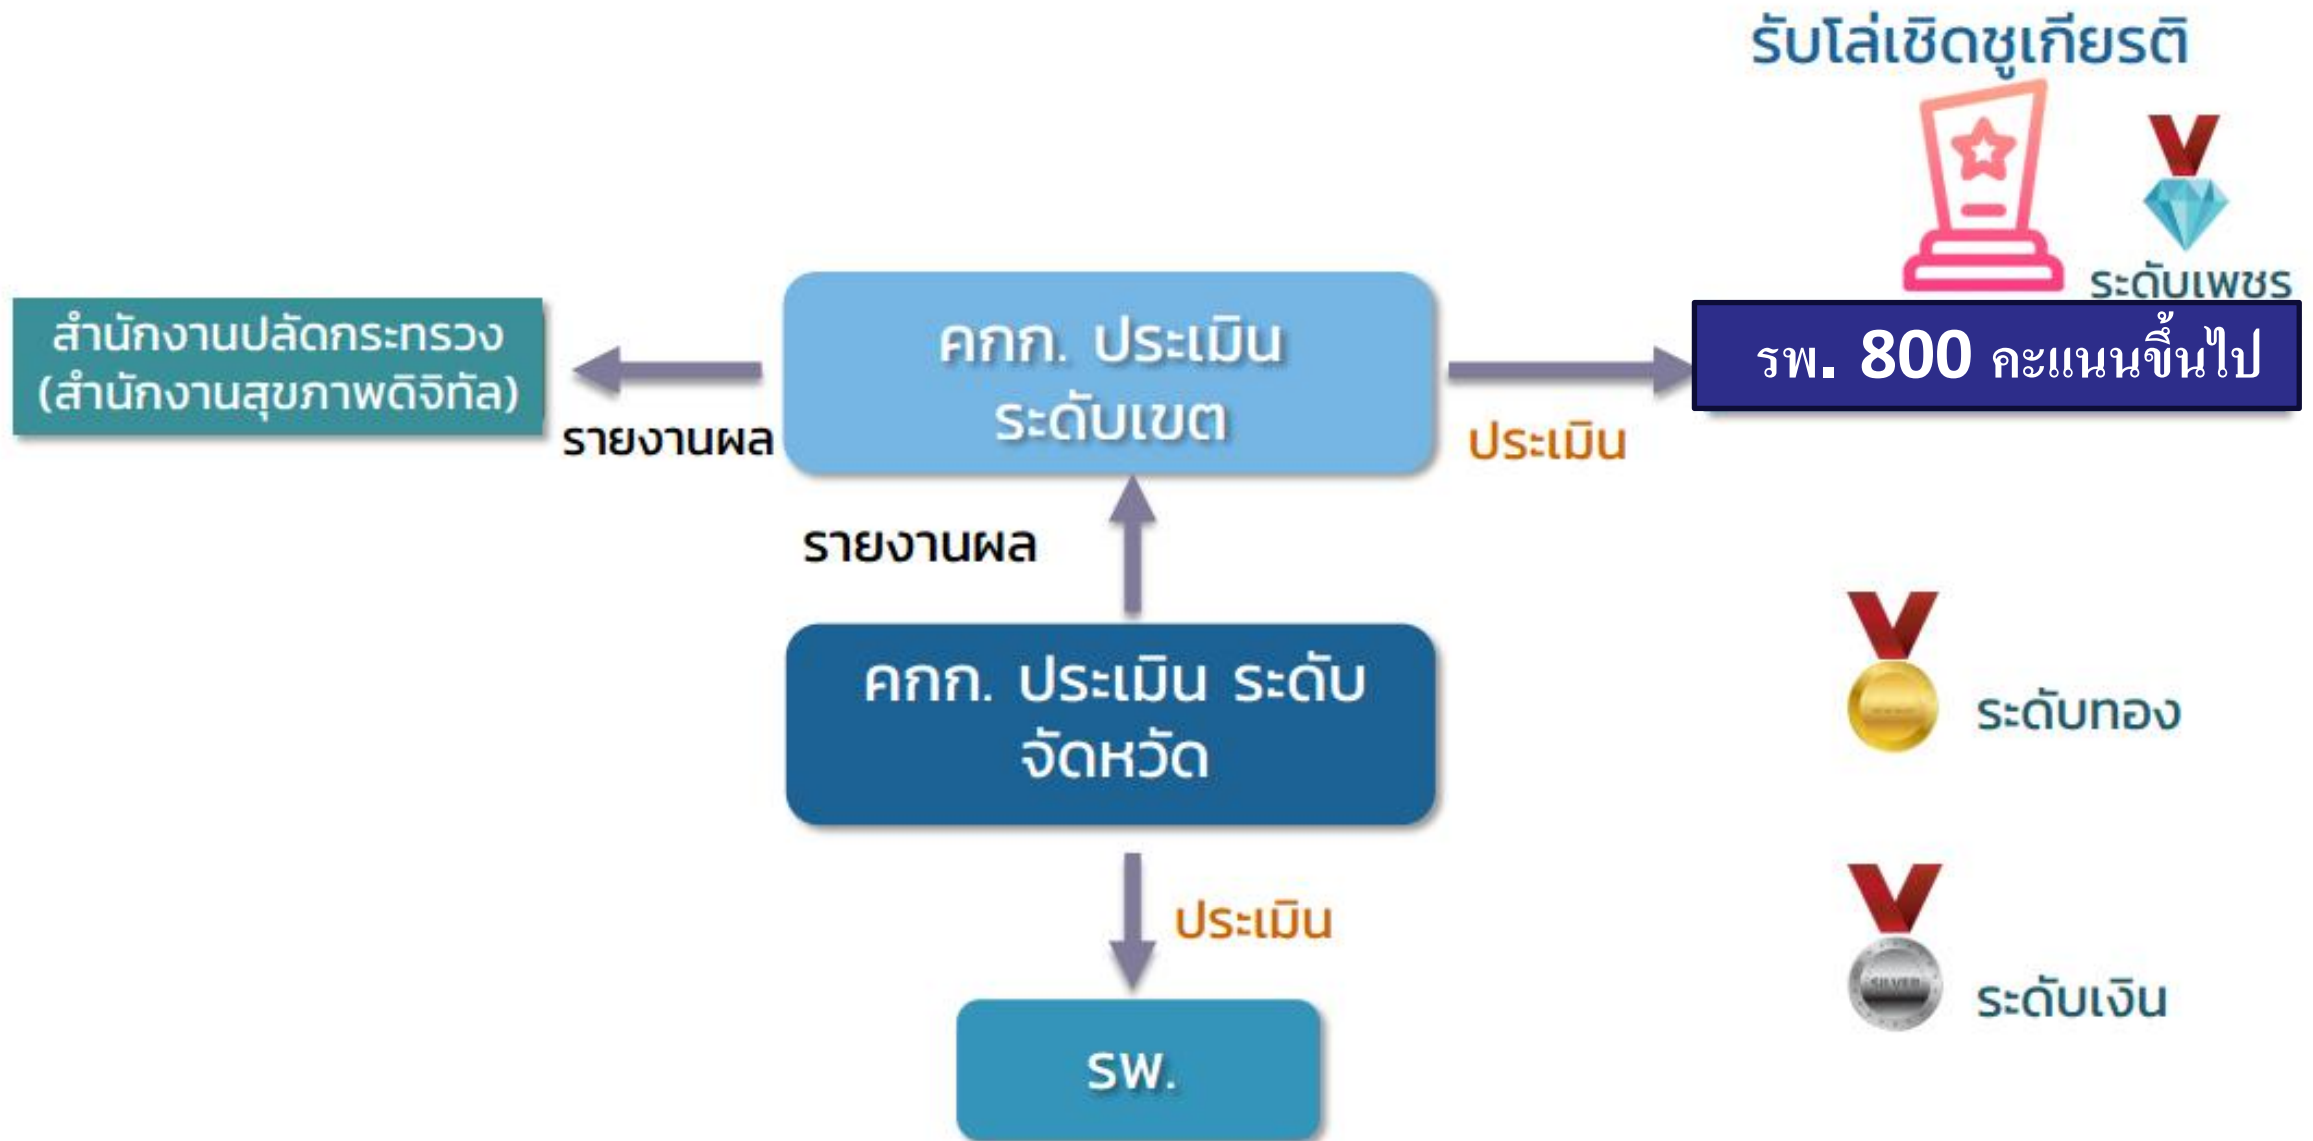 รับโล่เชิดชูเกียรติ
ระดับเพชร
สำนักงานปลัดกระทรวง
(สำนักงานสุขภาพดิจิทัล)
รายงานผล
คกก. ประเมิน
ระดับเขต
ประเมิน
รพ. 800 คะแนนขึ้นไป
รายงานผล
คกก. ประเมิน ระดับ
จัดหวัด
ระดับทอง
ประเมิน
SILVER
ระดับเงิน
รพ.